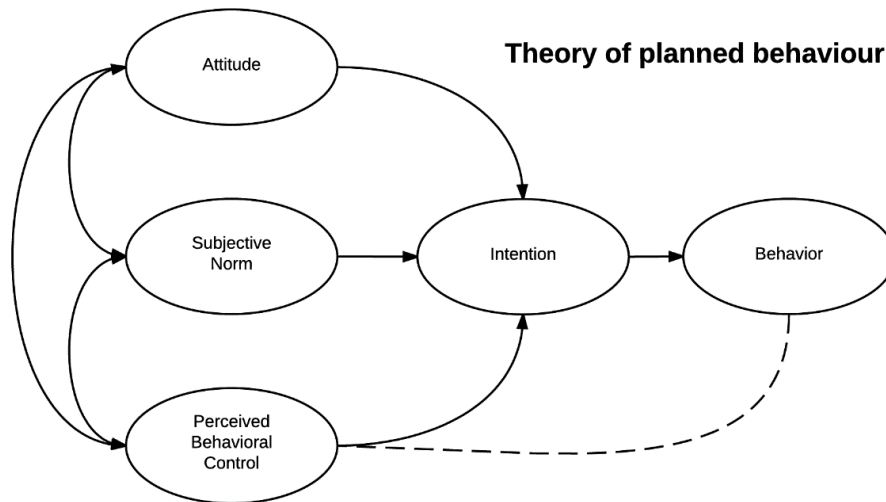 Theory of planned behaviour
Attitude
Subjective
Norm
Intention
Behavior
Perceived
Behavioral
Control